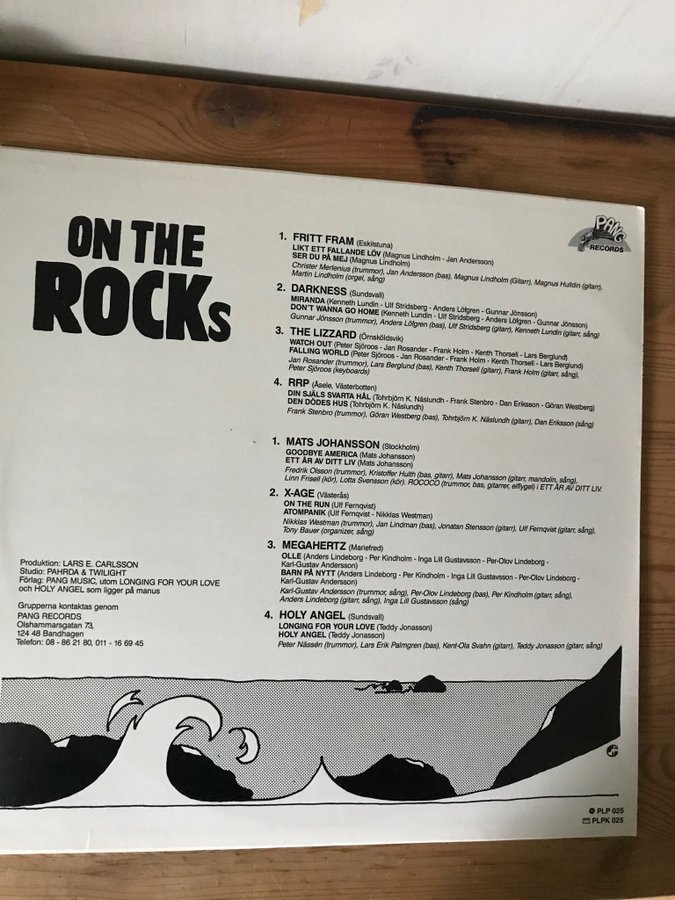 ON THE
ROCKs
PANG
RECORDS
1. FRITT FRAM (Eskilstuna)
LIKT ETT FALLANDE LÖV (Magnus Lindholm - Jan Andersson)
SER DU PÅ MEJ (Magnus Lindholm)
Christer Merlenius (trummor), Jan Andersson (bas), Magnus Lindholm (Gitarr), Magnus Hulldin (gitarr),
Martin Lindholm (orgel, sång)
2. DARKNESS (Sundsvall)
MIRANDA (Kenneth Lundin - Ulf Stridsberg - Anders Löfgren - Gunnar Jönsson)
DON'T WANNA GO HOME (Kenneth Lundin - Ulf Stridsberg - Anders Löfgren - Gunnar Jönsson)
Gunnar Jönsson (trummor), Anders Löfgren (bas), Ulf Stridsberg (gitarr), Kenneth Lundin (gitarr, sång)
3. THE LIZZARD (Örnsköldsvik)
WATCH OUT (Peter Sjöroos - Jan Rosander - Frank Holm - Kenth Thorsell - Lars Berglund)
FALLING WORLD (Peter Sjöroos - Jan Rosander - Frank Holm - Kenth Thorsell - Lars Berglund)
Jan Rosander (trummor), Lars Berglund (bas), Kenth Thorsell (gitarr), Frank Holm (gitarr, sång),
Peter Sjöroos (keyboards)
4. RRP (Åsele, Västerbotten)
DIN SJÄLS SVARTA HÅL (Tohrbjörn K. Näslundh - Frank Stenbro - Dan Eriksson - Göran Westberg)
DEN DÖDES HUS (Tohrbjörn K. Näslundh)
Frank Stenbro (trummor), Göran Westberg (bas), Tohrbjörn K. Näslundh (gitarr), Dan Eriksson (sång)
1. MATS JOHANSSON (Stockholm)
GOODBYE AMERICA (Mats Johansson)
ETT ÅR AV DITT LIV (Mats Johansson)
Fredrik Olsson (trummor), Kristoffer Hulth (bas, gitarr), Mats Johansson (gitarr, mandolin, sång),
Linn Frisell (kör), Lotta Svensson (kör). ROCOCO (trummor, bas, gitarrer, elflygel) i ETT ÅR AV DITT LIV.
2. X-AGE (Västerås)
ON THE RUN (Ulf Fernqvist)
ATOMPANIK (Ulf Fernqvist - Nikklas Westman)
Nikklas Westman (trummor), Jan Lindman (bas), Jonatan Stensson (gitarr), Ulf Fernqvist (gitarr, sång),
Tony Bauer (organizer, sång)
3. MEGAHERTZ (Mariefred)
OLLE (Anders Lindeborg - Per Kindholm - Inga Lill Gustavsson - Per-Olov Lindeborg -
Karl-Gustav Andersson)
BARN PÅ NYTT (Anders Lindeborg - Per Kindholm - Inga Lill Gustavsson - Per-Olov Lindeborg -
Karl-Gustav Andersson)
Karl-Gustav Andersson (trummor, sång), Per-Olov Lindeborg (bas), Per Kindholm (gitarr, sång),
Anders Lindeborg (gitarr, sång), Inga Lill Gustavsson (sång)
4. HOLY ANGEL (Sundsvall)
LONGING FOR YOUR LOVE (Teddy Jonasson)
HOLY ANGEL (Teddy Jonasson)
Peter Nässén (trummor), Lars Erik Palmgren (bas), Kent-Ola Svahn (gitarr), Teddy Jonasson (gitarr, sång)
Produktion: LARS E. CARLSSON
Studio: PAHRDA & TWILIGHT
Förlag: PANG MUSIC, utom LONGING FOR YOUR LOVE
och HOLY ANGEL som ligger på manus
Grupperna kontaktas genom
PANG RECORDS
Olshammarsgatan 73,
124 48 Bandhagen
Telefon: 08 - 86 21 80, 011 - 16 69 45
PLP 025
PLPK 025